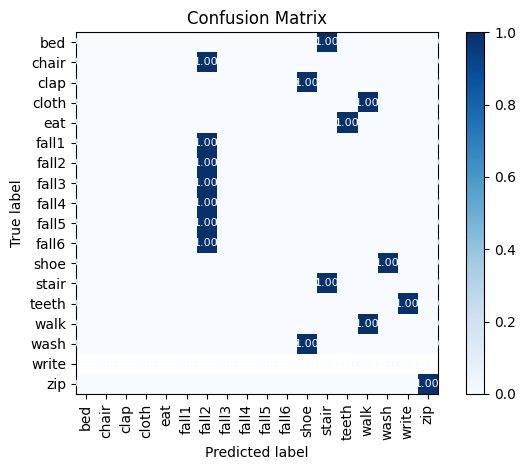 Confusion Matrix
True label
bed 1.00
chair 1.00
clap 1.00
cloth 1.00
eat 1.00
fall1 1.00
fall2 1.00
fall3 1.00
fall4 1.00
fall5 1.00
fall6 1.00
shoe 1.00
stair 1.00
teeth 1.00
walk 1.00
wash 1.00
write
zip 1.00
bed chair clap cloth eat fall1 fall2 fall3 fall4 fall5 fall6 shoe stair teeth walk wash write zip
Predicted label
1.0
0.8
0.6
0.4
0.2
0.0